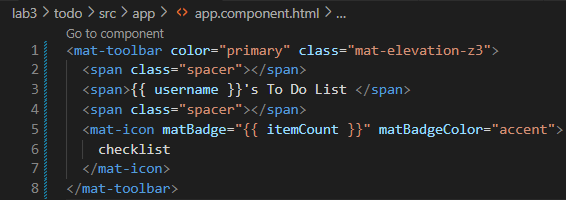 lab3 > todo > src > app > <> app.component.html > ...
Go to component
1 <mat-toolbar color="primary" class="mat-elevation-z3">
2 <span class="spacer"></span>
3 <span>{{ username }}'s To Do List </span>
4 <span class="spacer"></span>
5 <mat-icon matBadge="{{ itemCount }}" matBadgeColor="accent">
6 checklist
7 </mat-icon>
8 </mat-toolbar>